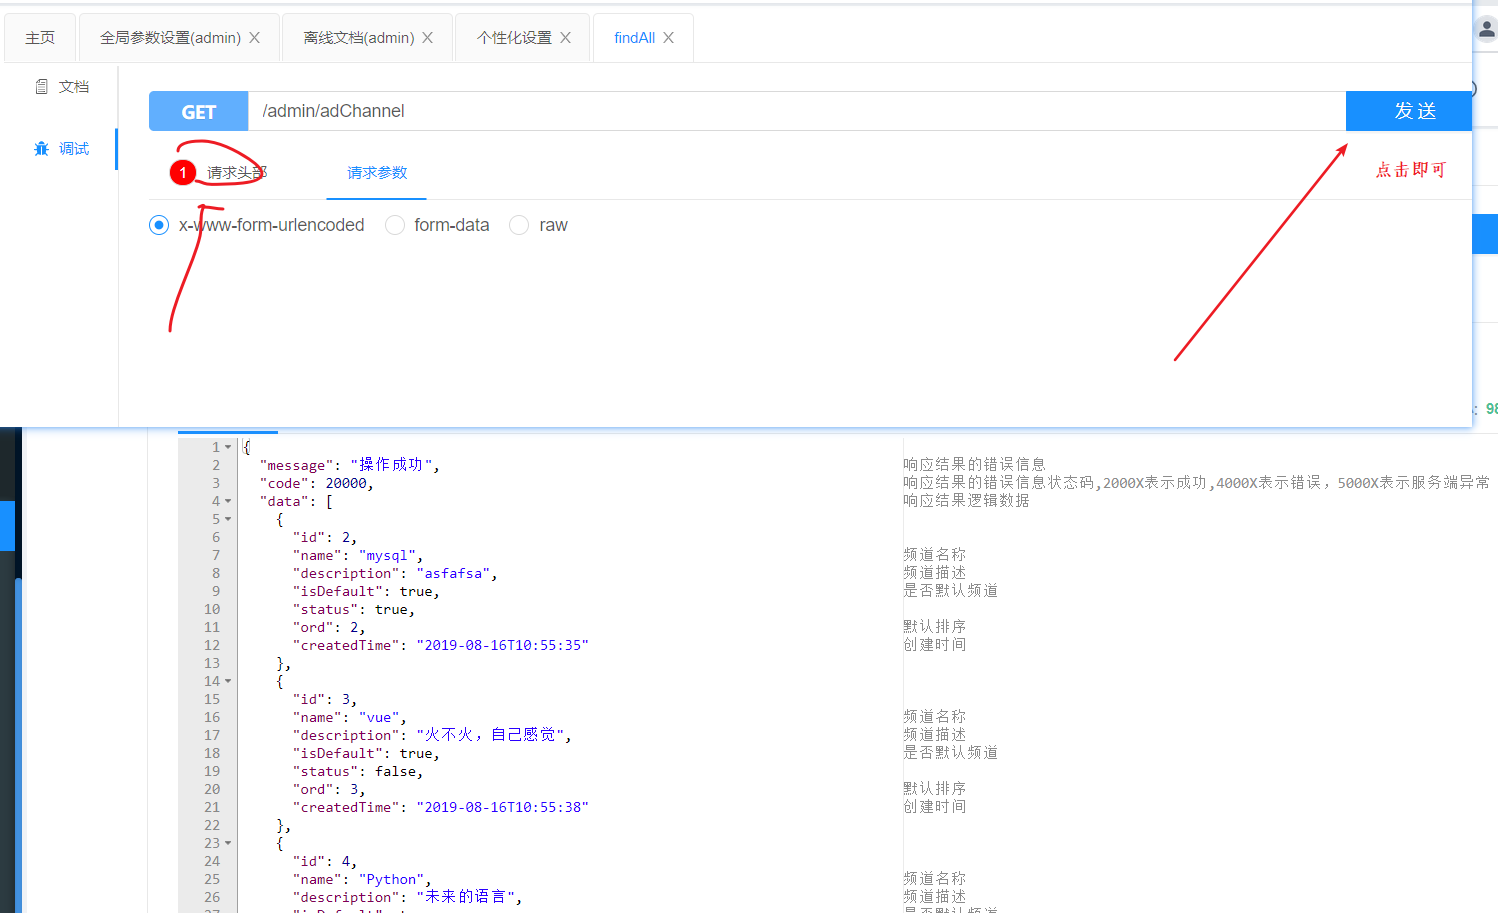 主页 全局参数设置(admin) 离线文档(admin) 个性化设置 findAll
文档
GET /admin/adChannel 发送
调试
1 请求头部 请求参数
点击即可
x-www-form-urlencoded form-data raw
98
1 {
2 "message": "操作成功", 响应结果的错误信息
3 "code": 20000, 响应结果的错误信息状态码,2000X表示成功,4000X表示错误，5000X表示服务端异常
4 "data": [ 响应结果逻辑数据
5 {
6 "id": 2,
7 "name": "mysql", 频道名称
8 "description": "asfafsa", 频道描述
9 "isDefault": true, 是否默认频道
10 "status": true,
11 "ord": 2, 默认排序
12 "createdTime": "2019-08-16T10:55:35" 创建时间
13 },
14 {
15 "id": 3,
16 "name": "vue", 频道名称
17 "description": "火不火，自己感觉", 频道描述
18 "isDefault": true, 是否默认频道
19 "status": false,
20 "ord": 3, 默认排序
21 "createdTime": "2019-08-16T10:55:38" 创建时间
22 },
23 {
24 "id": 4,
25 "name": "Python", 频道名称
26 "description": "未来的语言", 频道描述